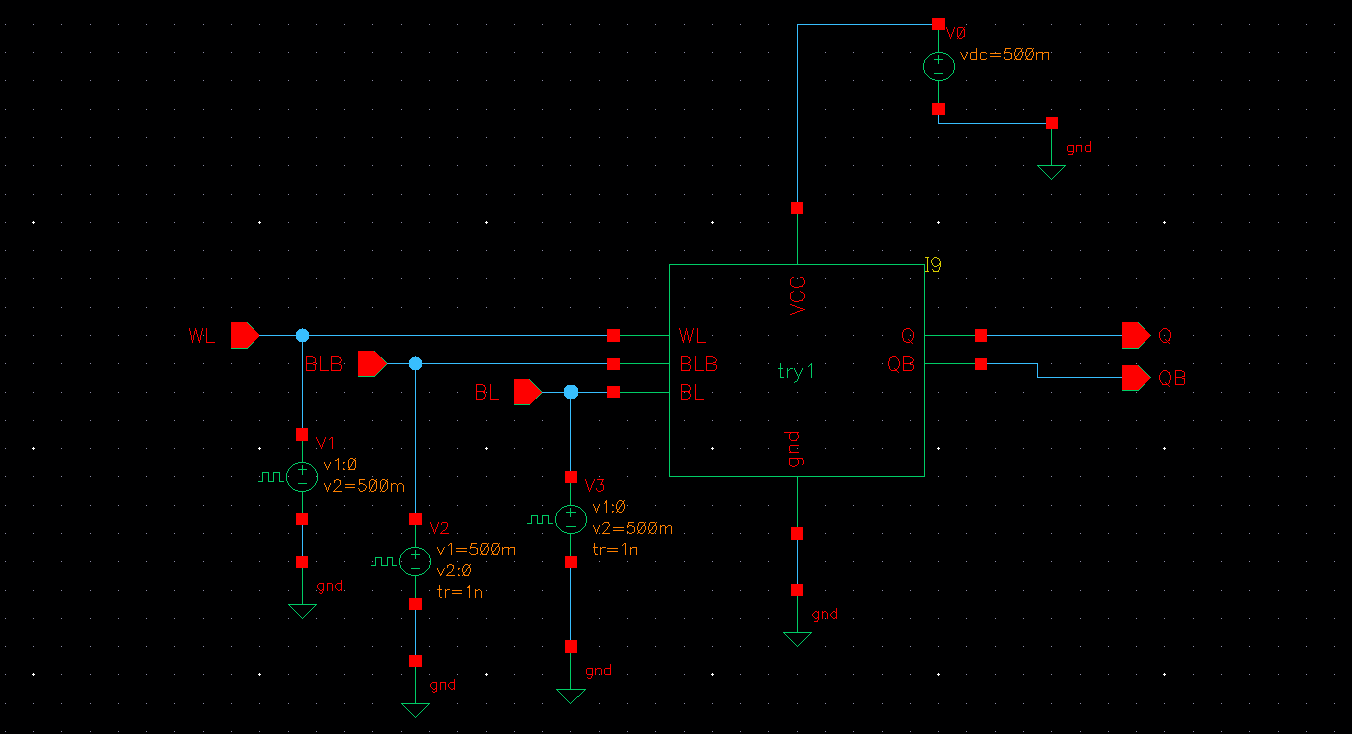 V0
vdc=500m
gnd
I9
VCC
WL
WL
Q
Q
BLB
BLB
QB
QB
try1
BL
BL
gnd
V1
v1:0
v2=500m
gnd
V2
v1=500m
v2:0
tr=1n
gnd
V3
v1:0
v2=500m
tr=1n
gnd
gnd